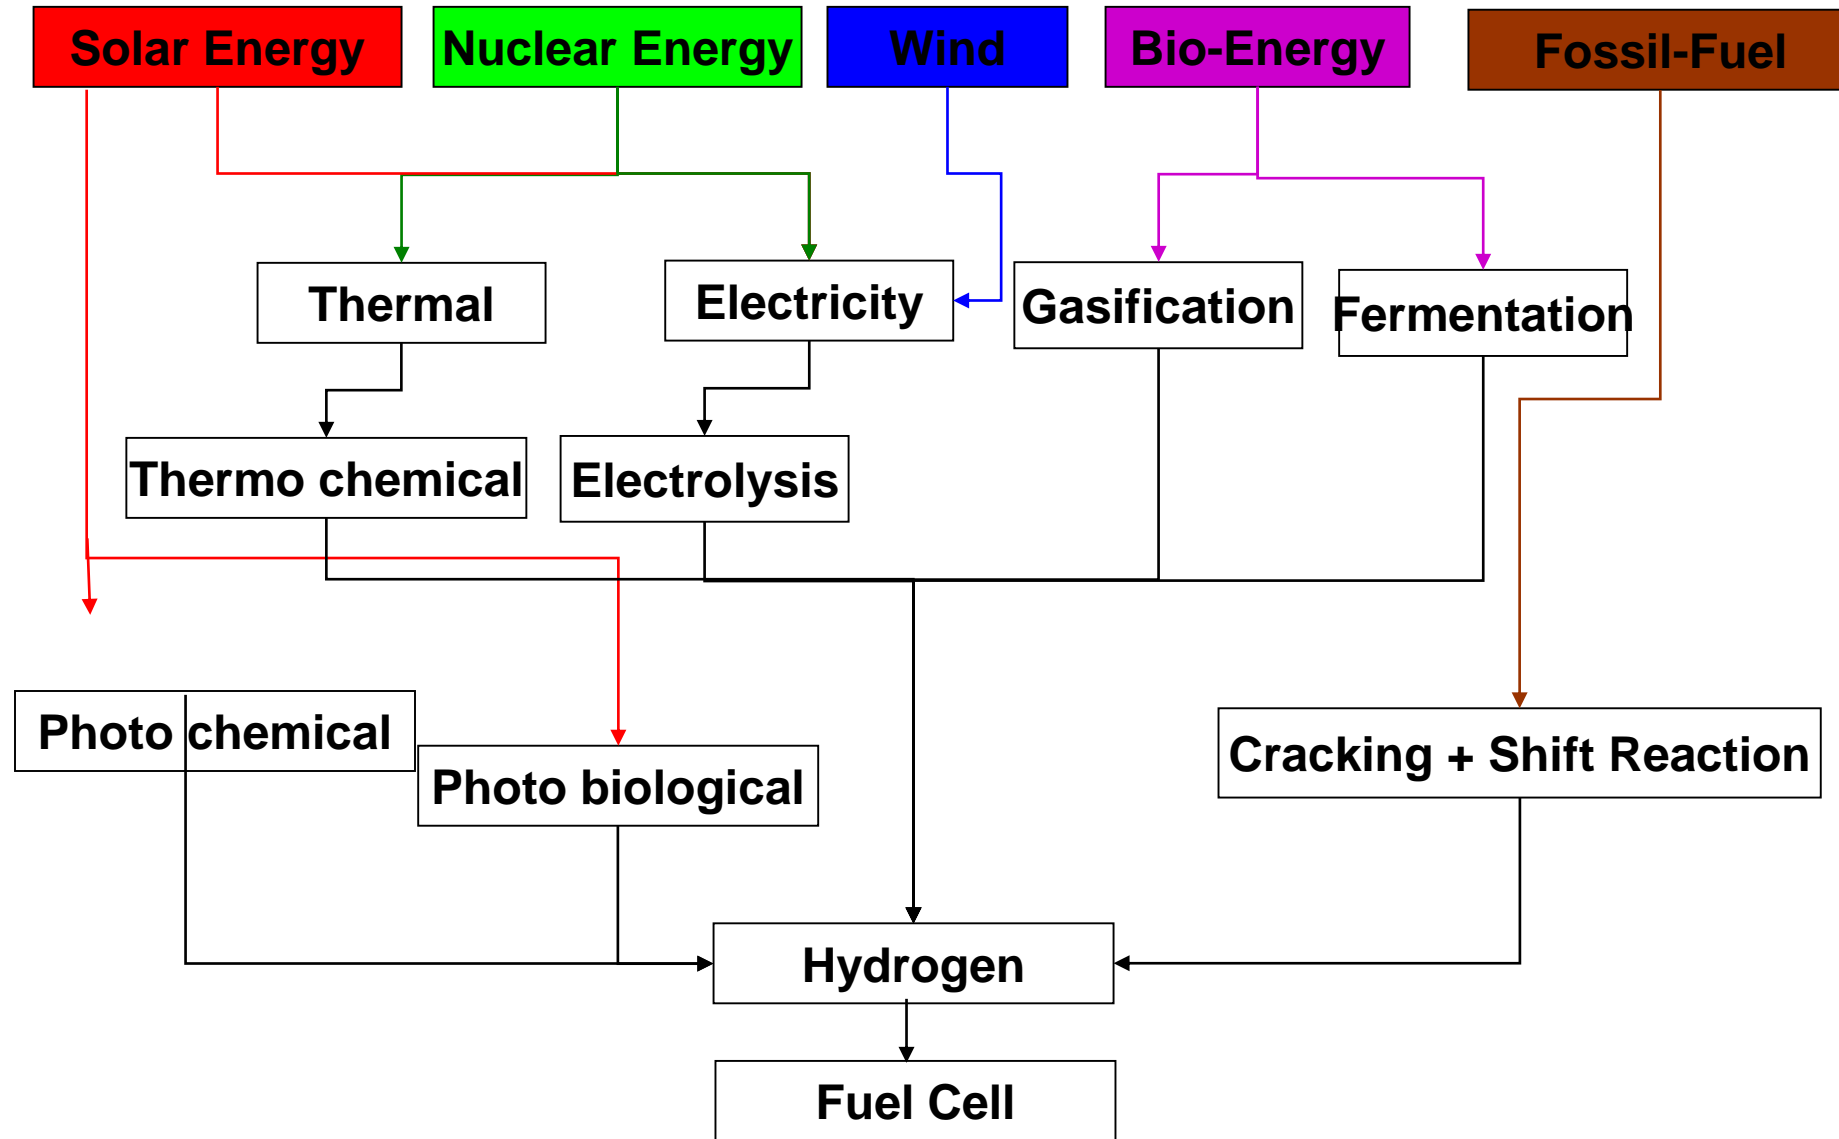 Solar Energy
Nuclear Energy
Wind
Bio-Energy
Fossil-Fuel
Thermal
Electricity
Gasification
Fermentation
Thermo chemical
Electrolysis
Photo chemical
Photo biological
Cracking + Shift Reaction
Hydrogen
Fuel Cell